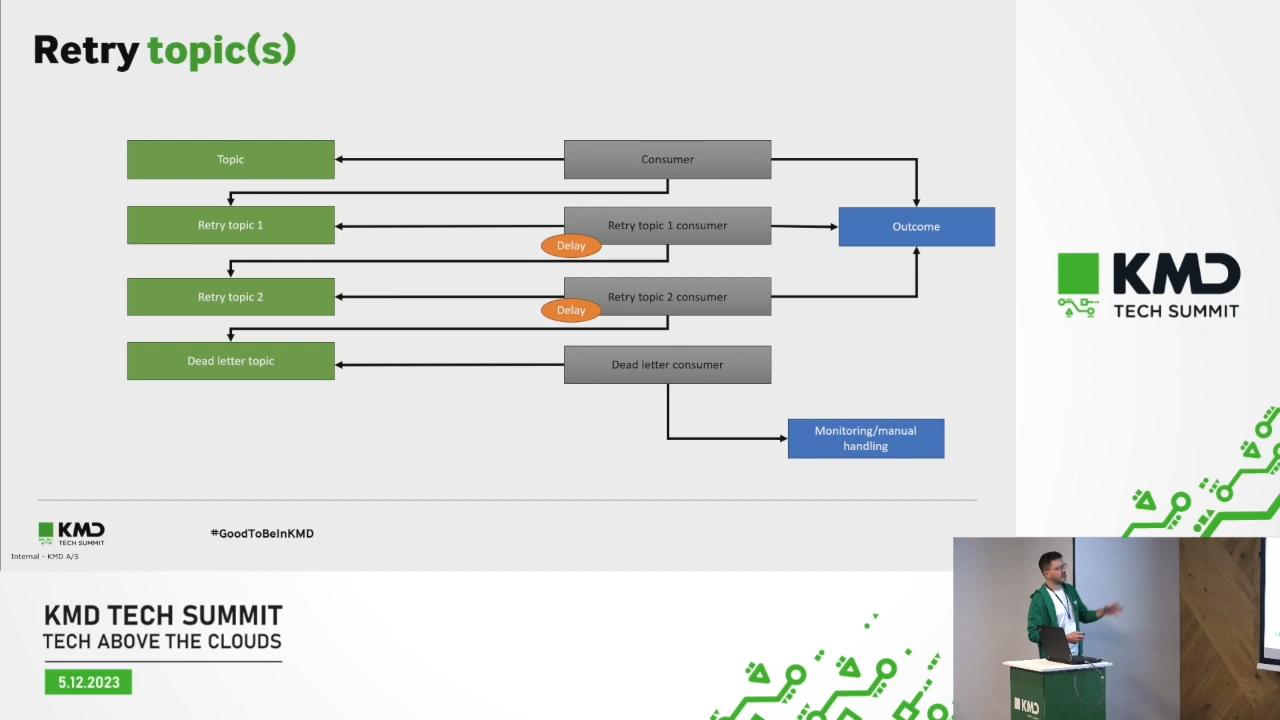 Retry topic(s)
Topic
Consumer
Retry topic 1
Retry topic 1 consumer
Outcome
Delay
Retry topic 2
Retry topic 2 consumer
Delay
Dead letter topic
Dead letter consumer
Monitoring/manual
handling
KMD
TECH SUMMIT
KMD
TECH SUMMIT
#GoodToBeInKMD
Internal - KMD A/S
KMD TECH SUMMIT
TECH ABOVE THE CLOUDS
5.12.2023
KMD